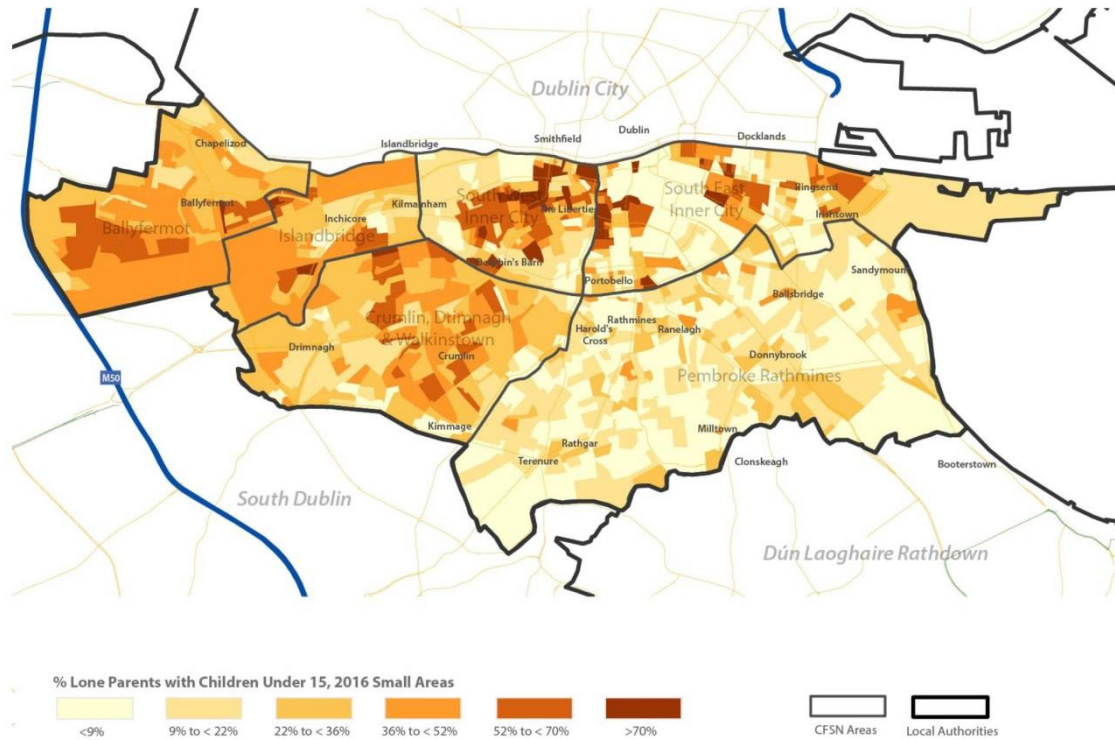 Dublin City
Smithfield
Dublin
Docklands
Islandbridge
Chapelizod
Ballyfermot
Ballyfermot
Inchicore
Islandbridge
Kilmainham
South West
Inner City
The Liberties
South East
Inner City
Ringsend
Irishtown
Dolphin's Barn
Portobello
Sandymoun
Ballsbridge
Crumlin, Drimnagh
& Walkinstown
Drimnagh
Crumlin
Harold's
Cross
Rathmines
Ranelagh
Donnybrook
Pembroke Rathmines
M50
Kimmage
Milltown
Rathgar
Terenure
Clonskeagh
Booterstown
South Dublin
Dún Laoghaire Rathdown
% Lone Parents with Children Under 15, 2016 Small Areas
<9%
9% to < 22%
22% to < 36%
36% to < 52%
52% to < 70%
>70%
CFSN Areas
Local Authorities